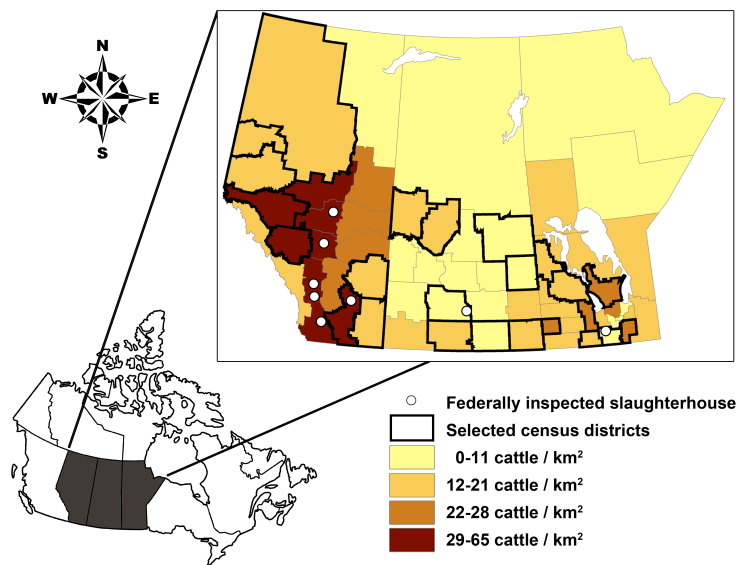 N
W E
S
Federally inspected slaughterhouse
Selected census districts
0-11 cattle / km²
12-21 cattle / km²
22-28 cattle / km²
29-65 cattle / km²